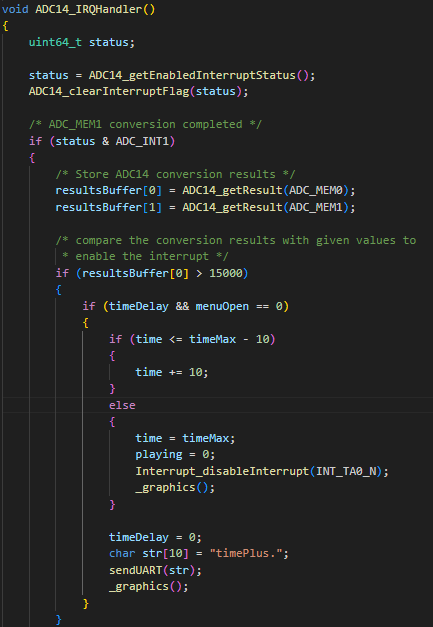 void ADC14_IRQHandler()
{
    uint64_t status;

    status = ADC14_getEnabledInterruptStatus();
    ADC14_clearInterruptFlag(status);

    /* ADC_MEM1 conversion completed */
    if (status & ADC_INT1)
    {
        /* Store ADC14 conversion results */
        resultsBuffer[0] = ADC14_getResult(ADC_MEM0);
        resultsBuffer[1] = ADC14_getResult(ADC_MEM1);

        /* compare the conversion results with given values to
         * enable the interrupt */
        if (resultsBuffer[0] > 15000)
        {
            if (timeDelay && menuOpen == 0)
            {
                if (time <= timeMax - 10)
                {
                    time += 10;
                }
                else
                {
                    time = timeMax;
                    playing = 0;
                    Interrupt_disableInterrupt(INT_TA0_N);
                    _graphics();
                }

                timeDelay = 0;
                char str[10] = "timePlus.";
                sendUART(str);
                _graphics();
            }
        }